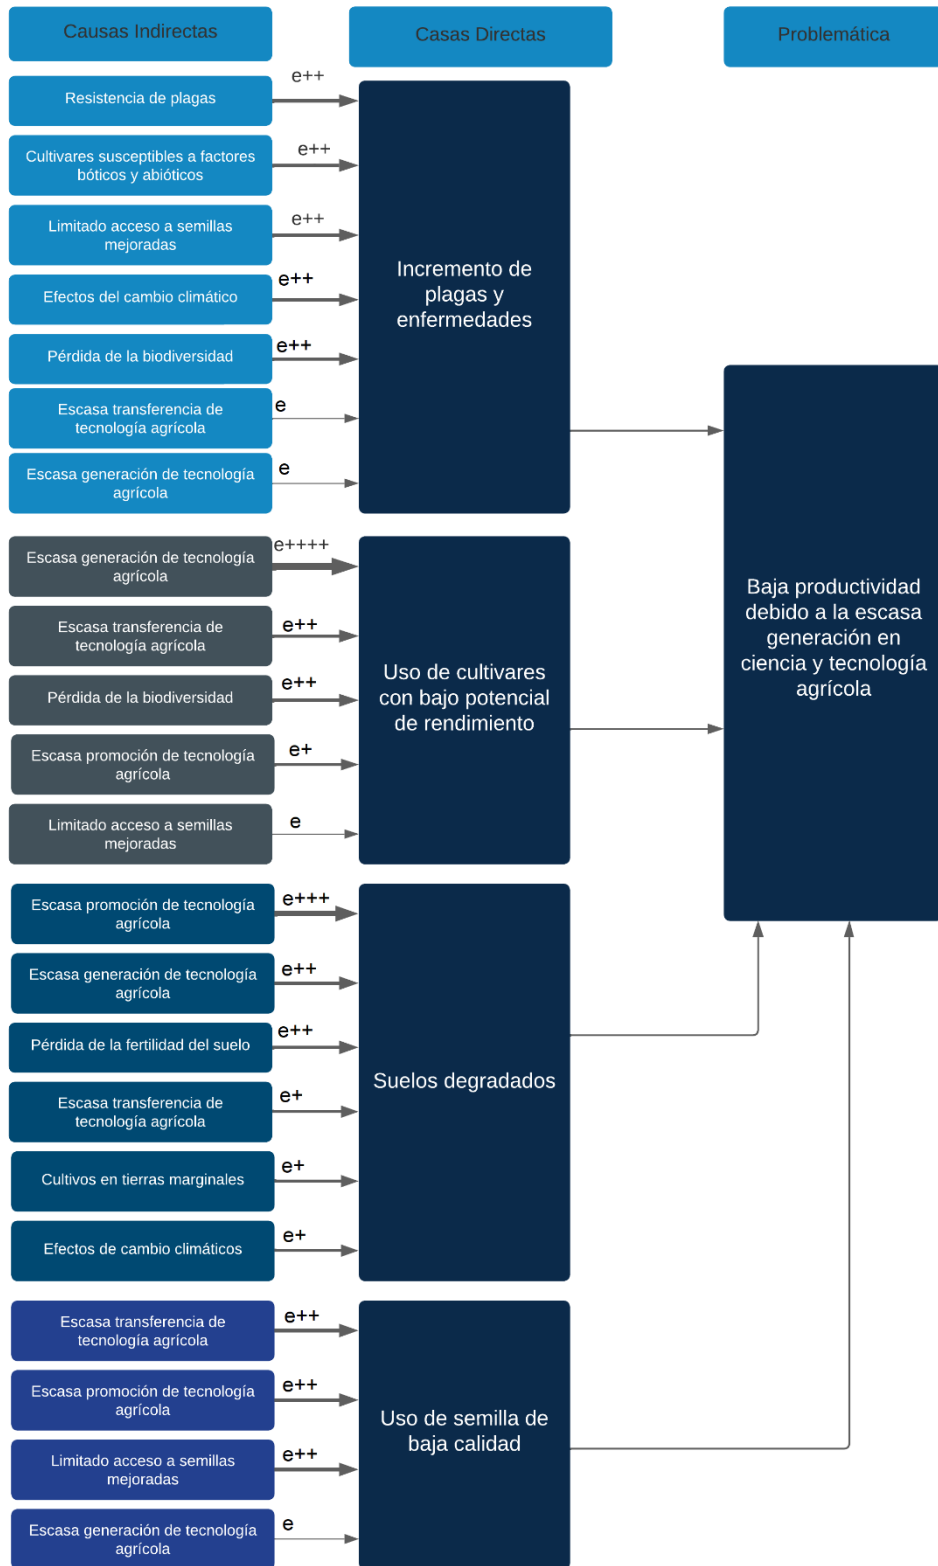 Causas Indirectas
Casas Directas
Problemática
Resistencia de plagas
e++
Cultivares susceptibles a factores
bóticos y abióticos
e++
Limitado acceso a semillas
mejoradas
e++
Efectos del cambio climático
e++
Pérdida de la biodiversidad
e++
Escasa transferencia de
tecnología agrícola
e
Escasa generación de tecnología
agrícola
e
Incremento de
plagas y
enfermedades
Escasa generación de tecnología
agrícola
e++++
Escasa transferencia de
tecnología agrícola
e++
Pérdida de la biodiversidad
e++
Escasa promoción de tecnología
agrícola
e+
Limitado acceso a semillas
mejoradas
e
Uso de cultivares
con bajo potencial
de rendimiento
Escasa promoción de tecnología
agrícola
e+++
Escasa generación de tecnología
agrícola
e++
Pérdida de la fertilidad del suelo
e++
Escasa transferencia de
tecnología agrícola
e+
Cultivos en tierras marginales
e+
Efectos de cambio climáticos
e+
Suelos degradados
Escasa transferencia de
tecnología agrícola
e++
Escasa promoción de tecnología
agrícola
e++
Limitado acceso a semillas
mejoradas
e++
Escasa generación de tecnología
agrícola
e
Uso de semilla de
baja calidad
Baja productividad
debido a la escasa
generación en
ciencia y tecnología
agrícola